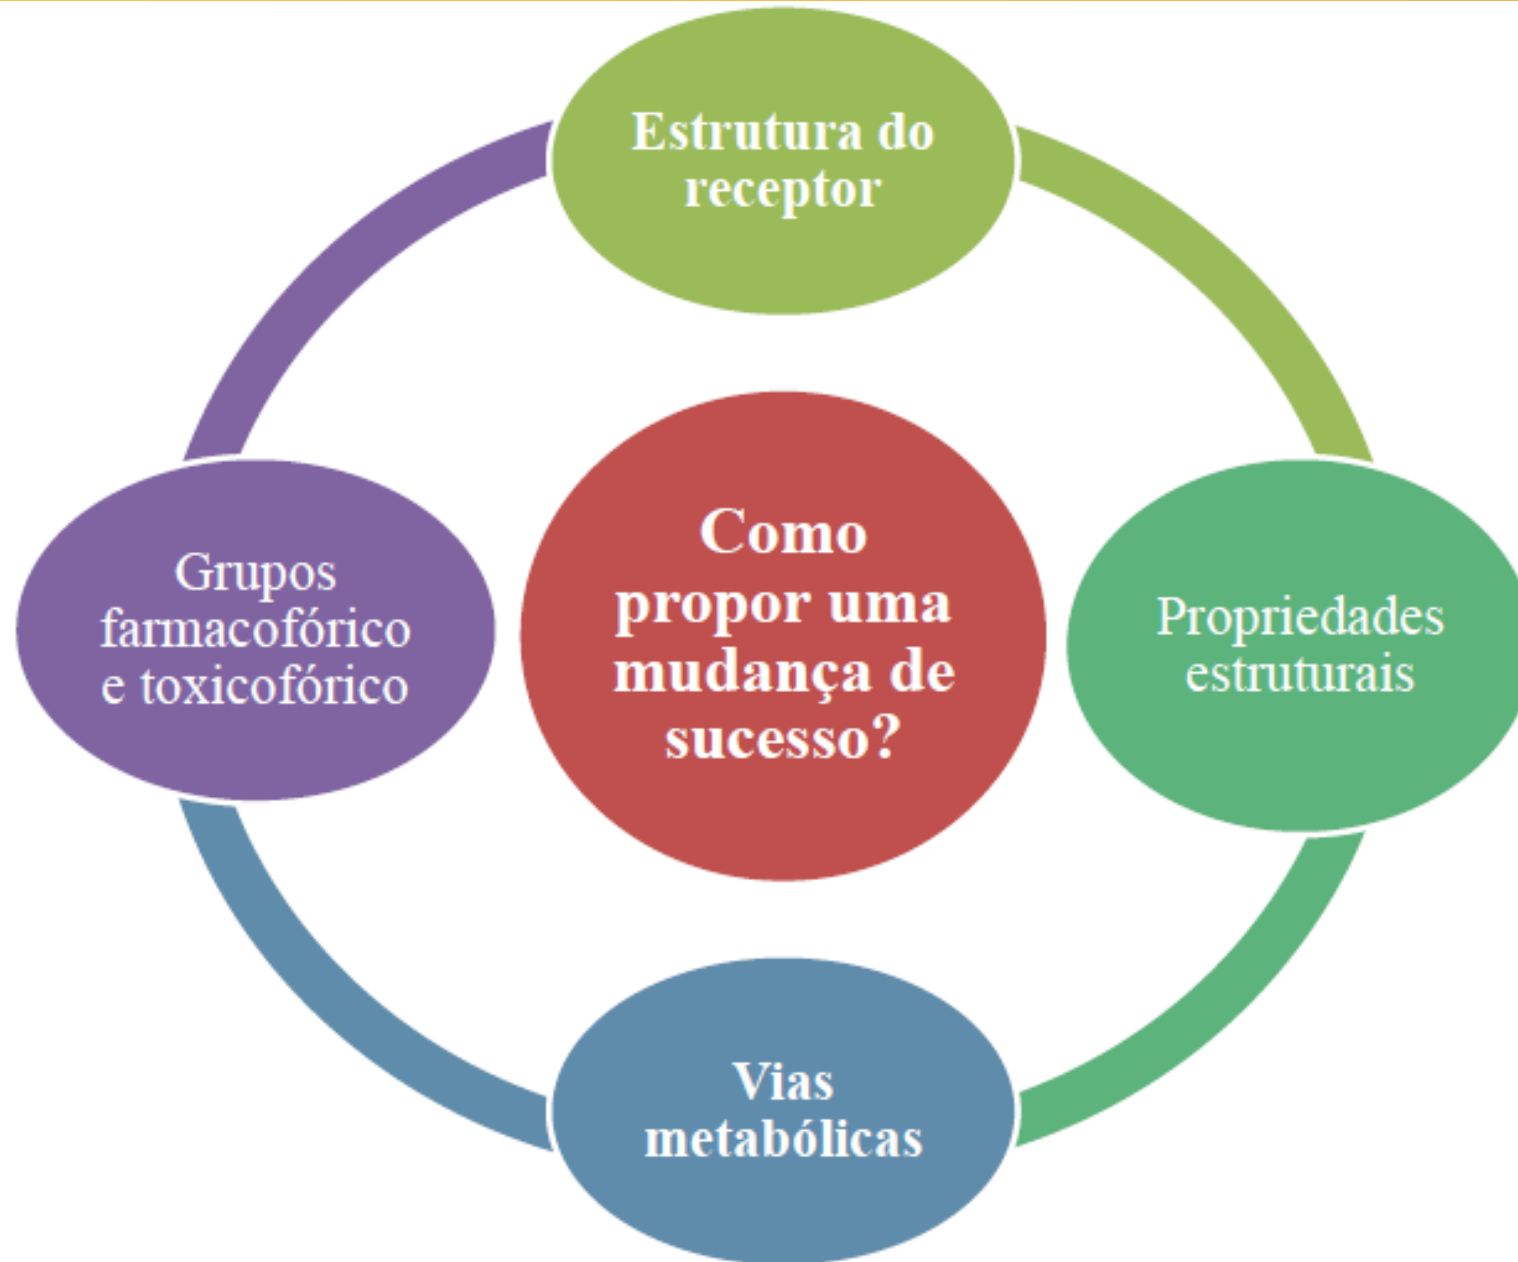 Estrutura do
receptor
Grupos
farmacofórico
e toxicofórico
Como
propor uma
mudança de
sucesso?
Propriedades
estruturais
Vias
metabólicas